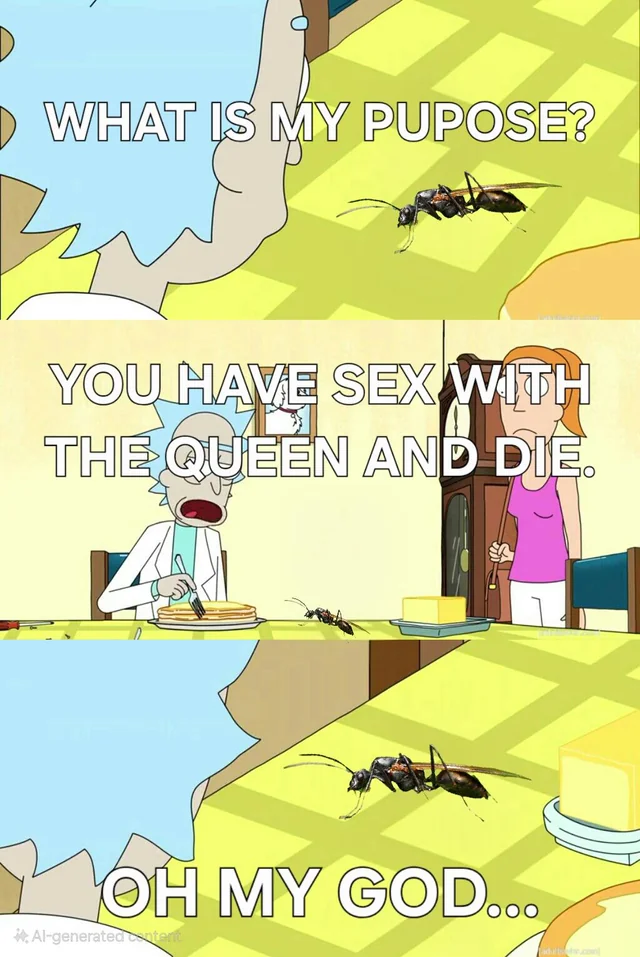 WHAT IS MY PUPOSE?
YOU HAVE SEX WITH
THE QUEEN AND DIE.
OH MY GOD...
AI-generated content